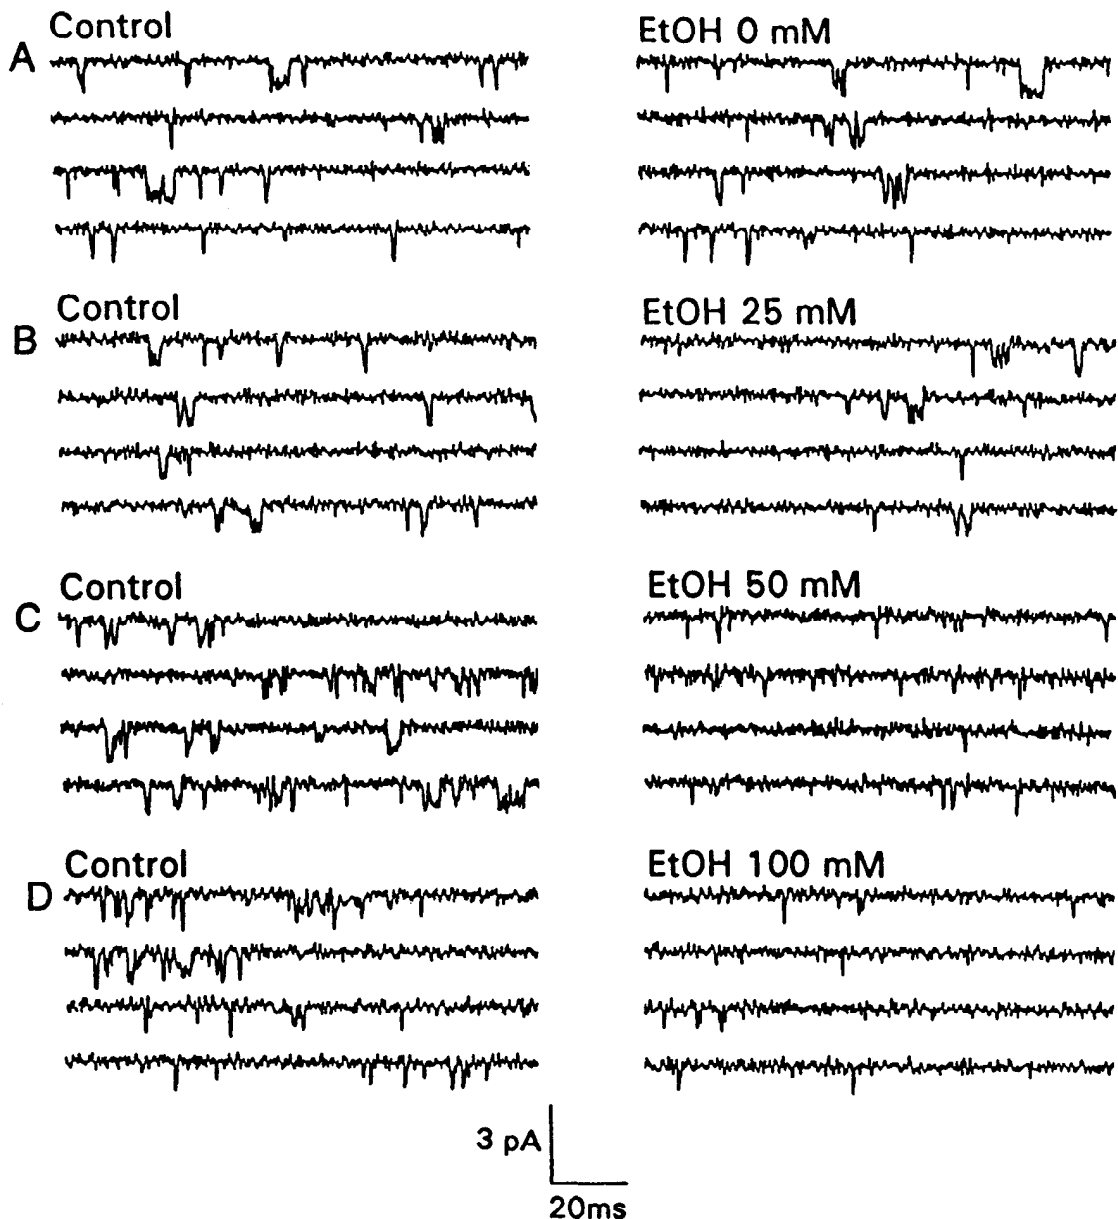 Control
EtOH 0 mM
A
Control
EtOH 25 mM
B
Control
EtOH 50 mM
C
Control
EtOH 100 mM
D
3 pA
20ms